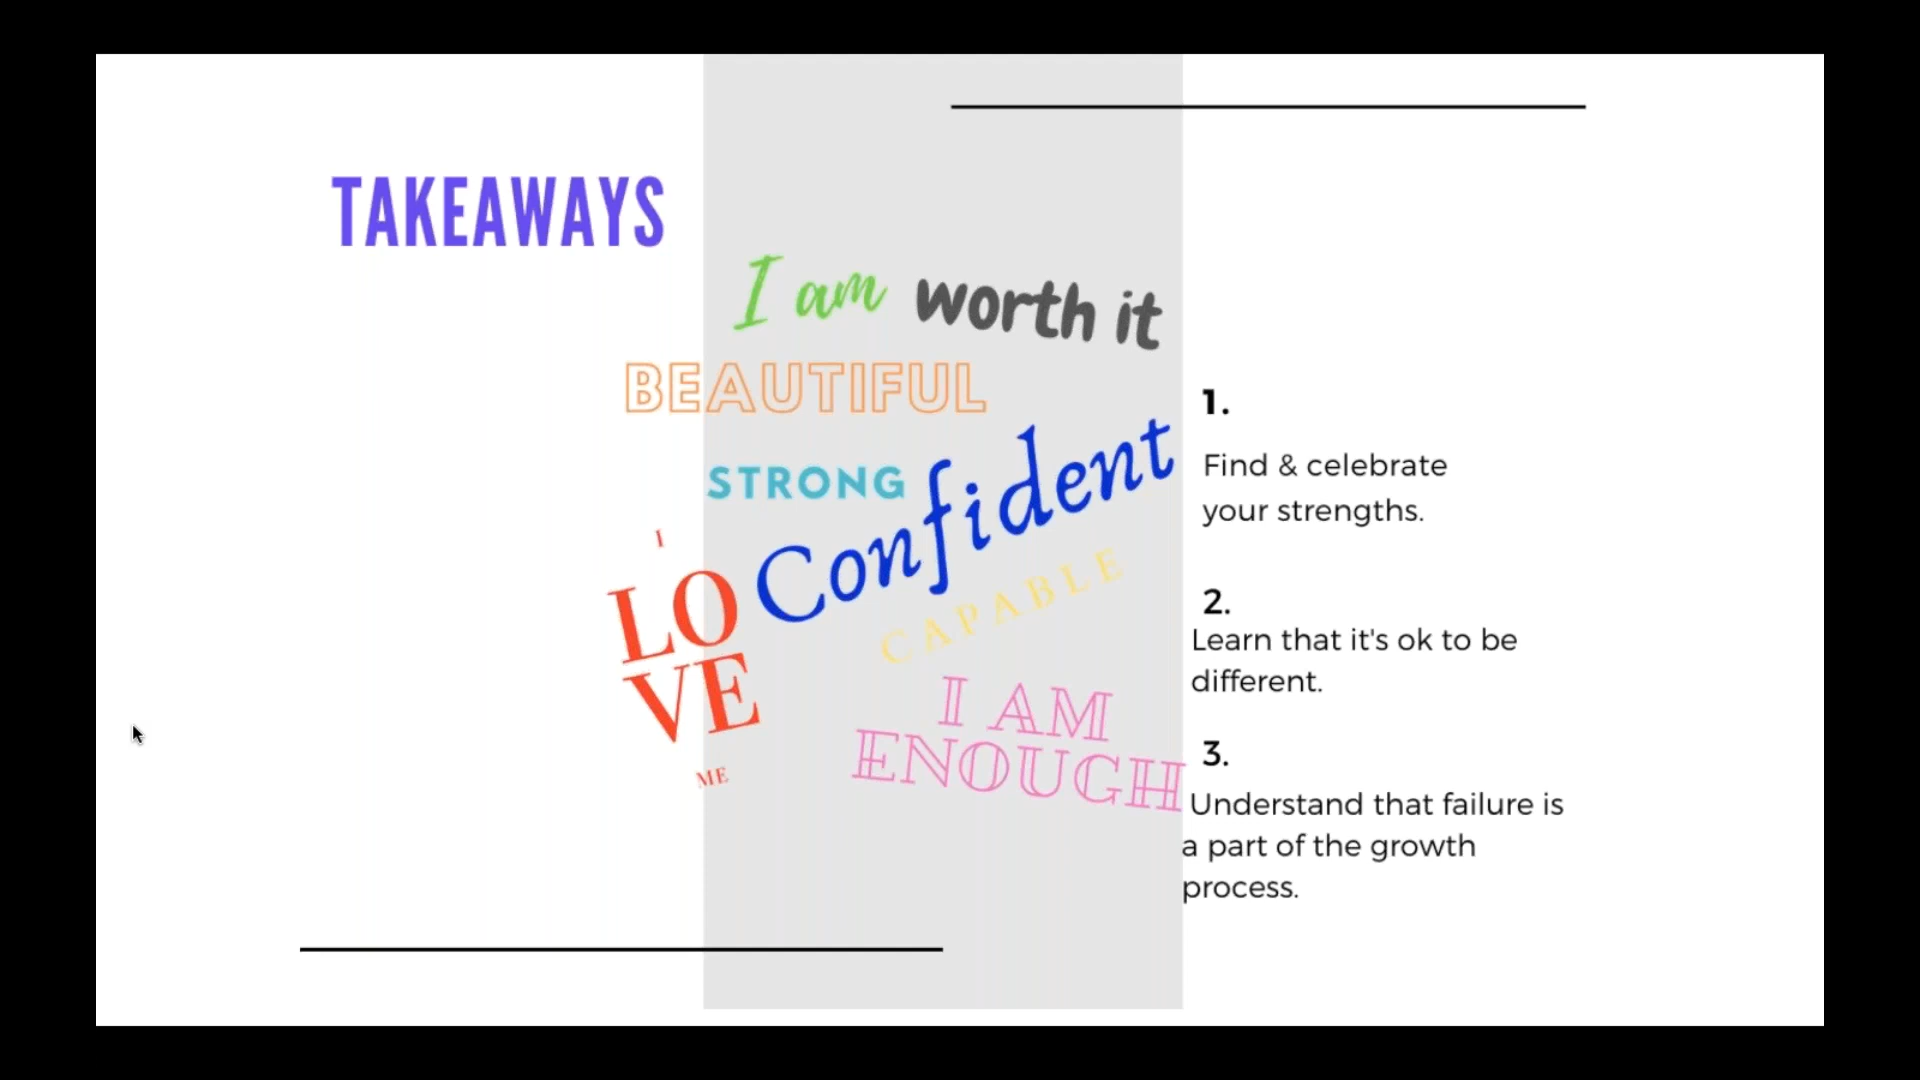 TAKEAWAYS
I am worth it
BEAUTIFUL
STRONG
Confident
CAPABLE
I
LO
VE
ME
I AM
ENOUGH
1.
Find & celebrate
your strengths.
2.
Learn that it's ok to be
different.
3.
Understand that failure is
a part of the growth
process.